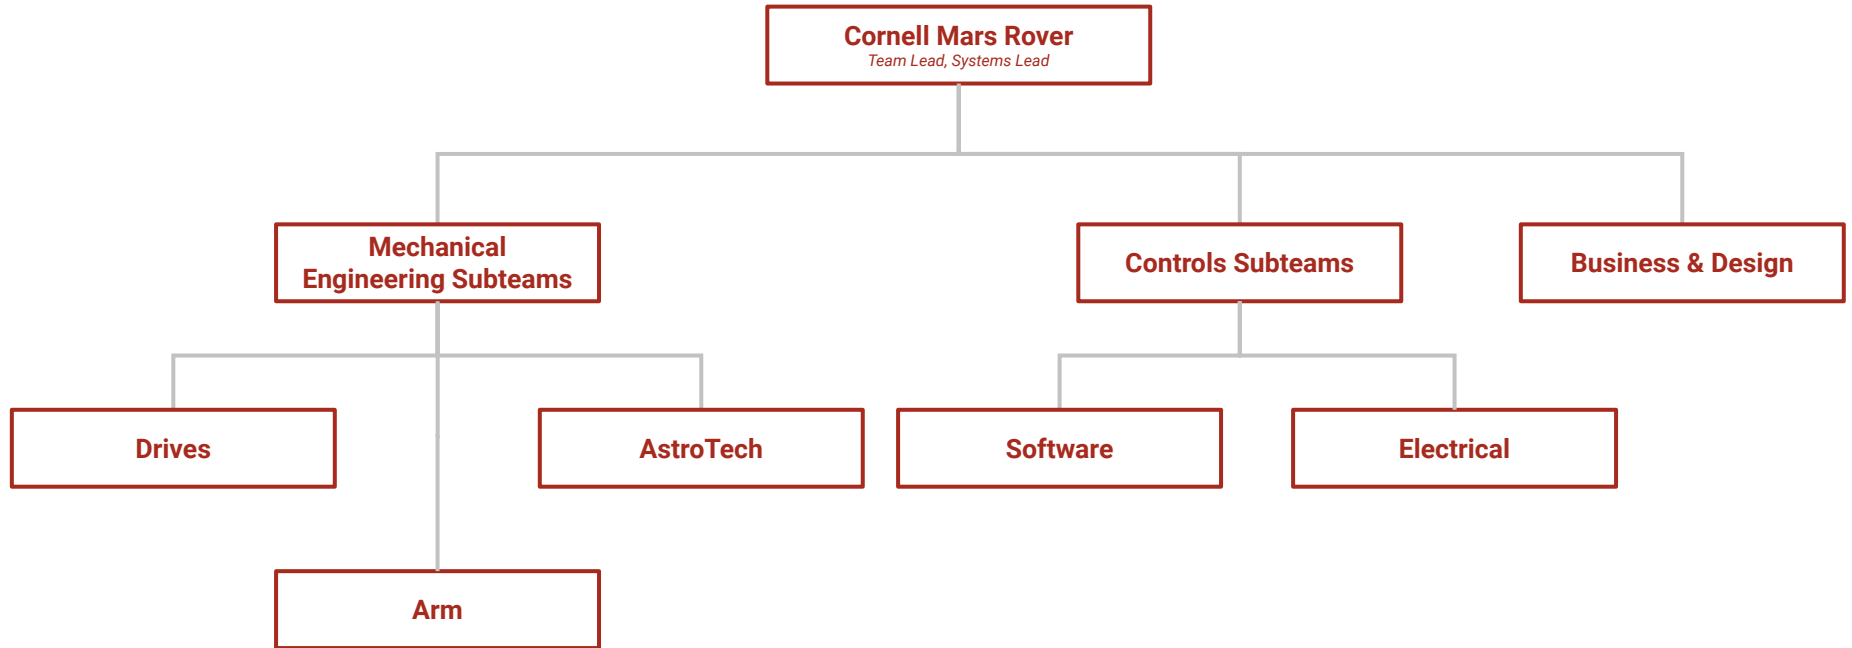 Cornell Mars Rover
Team Lead, Systems Lead
Mechanical
Engineering Subteams
Controls Subteams
Business & Design
Drives
AstroTech
Software
Electrical
Arm